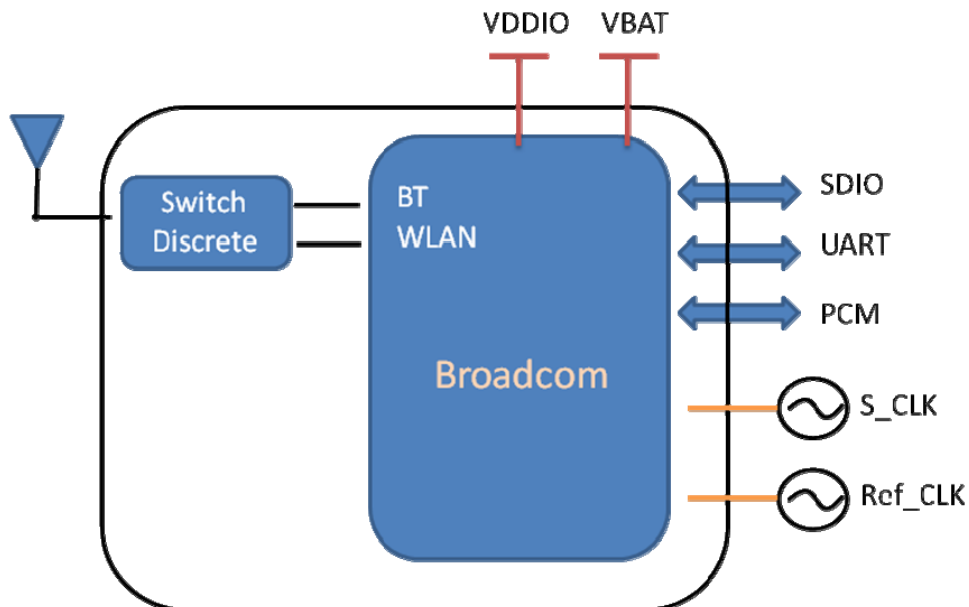 VDDIO VBAT
Switch
Discrete
BT
WLAN
Broadcom
SDIO
UART
PCM
S_CLK
Ref_CLK